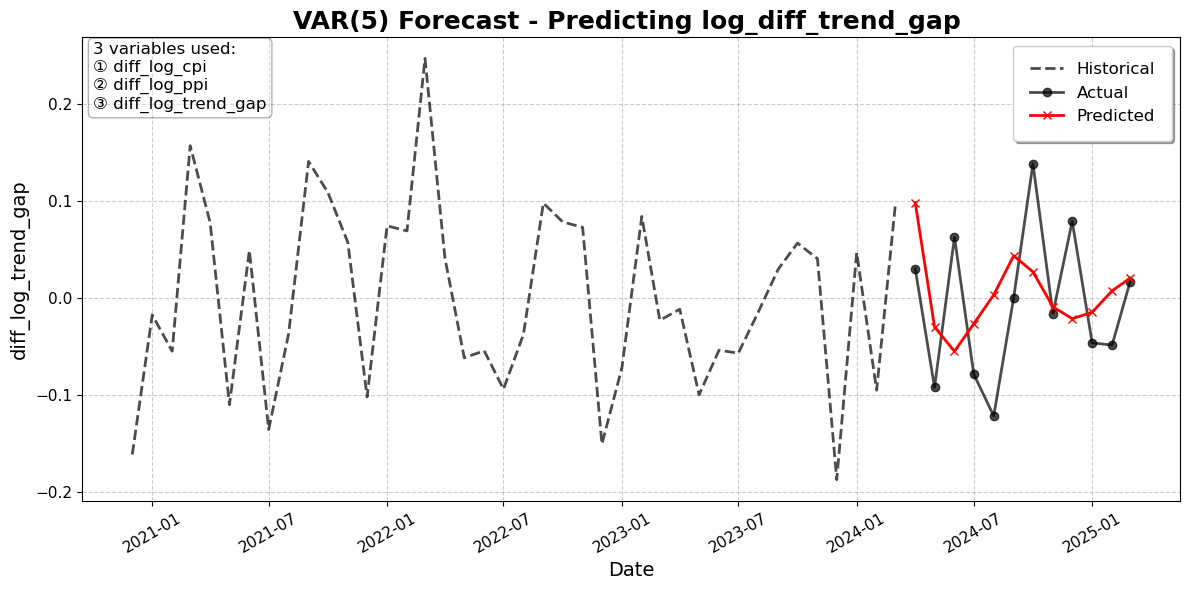 VAR(5) Forecast - Predicting log_diff_trend_gap
3 variables used:
① diff_log_cpi
② diff_log_ppi
③ diff_log_trend_gap
Historical
Actual
Predicted
diff_log_trend_gap
0.2
0.1
0.0
−0.1
−0.2
2021-01
2021-07
2022-01
2022-07
2023-01
2023-07
2024-01
2024-07
2025-01
Date